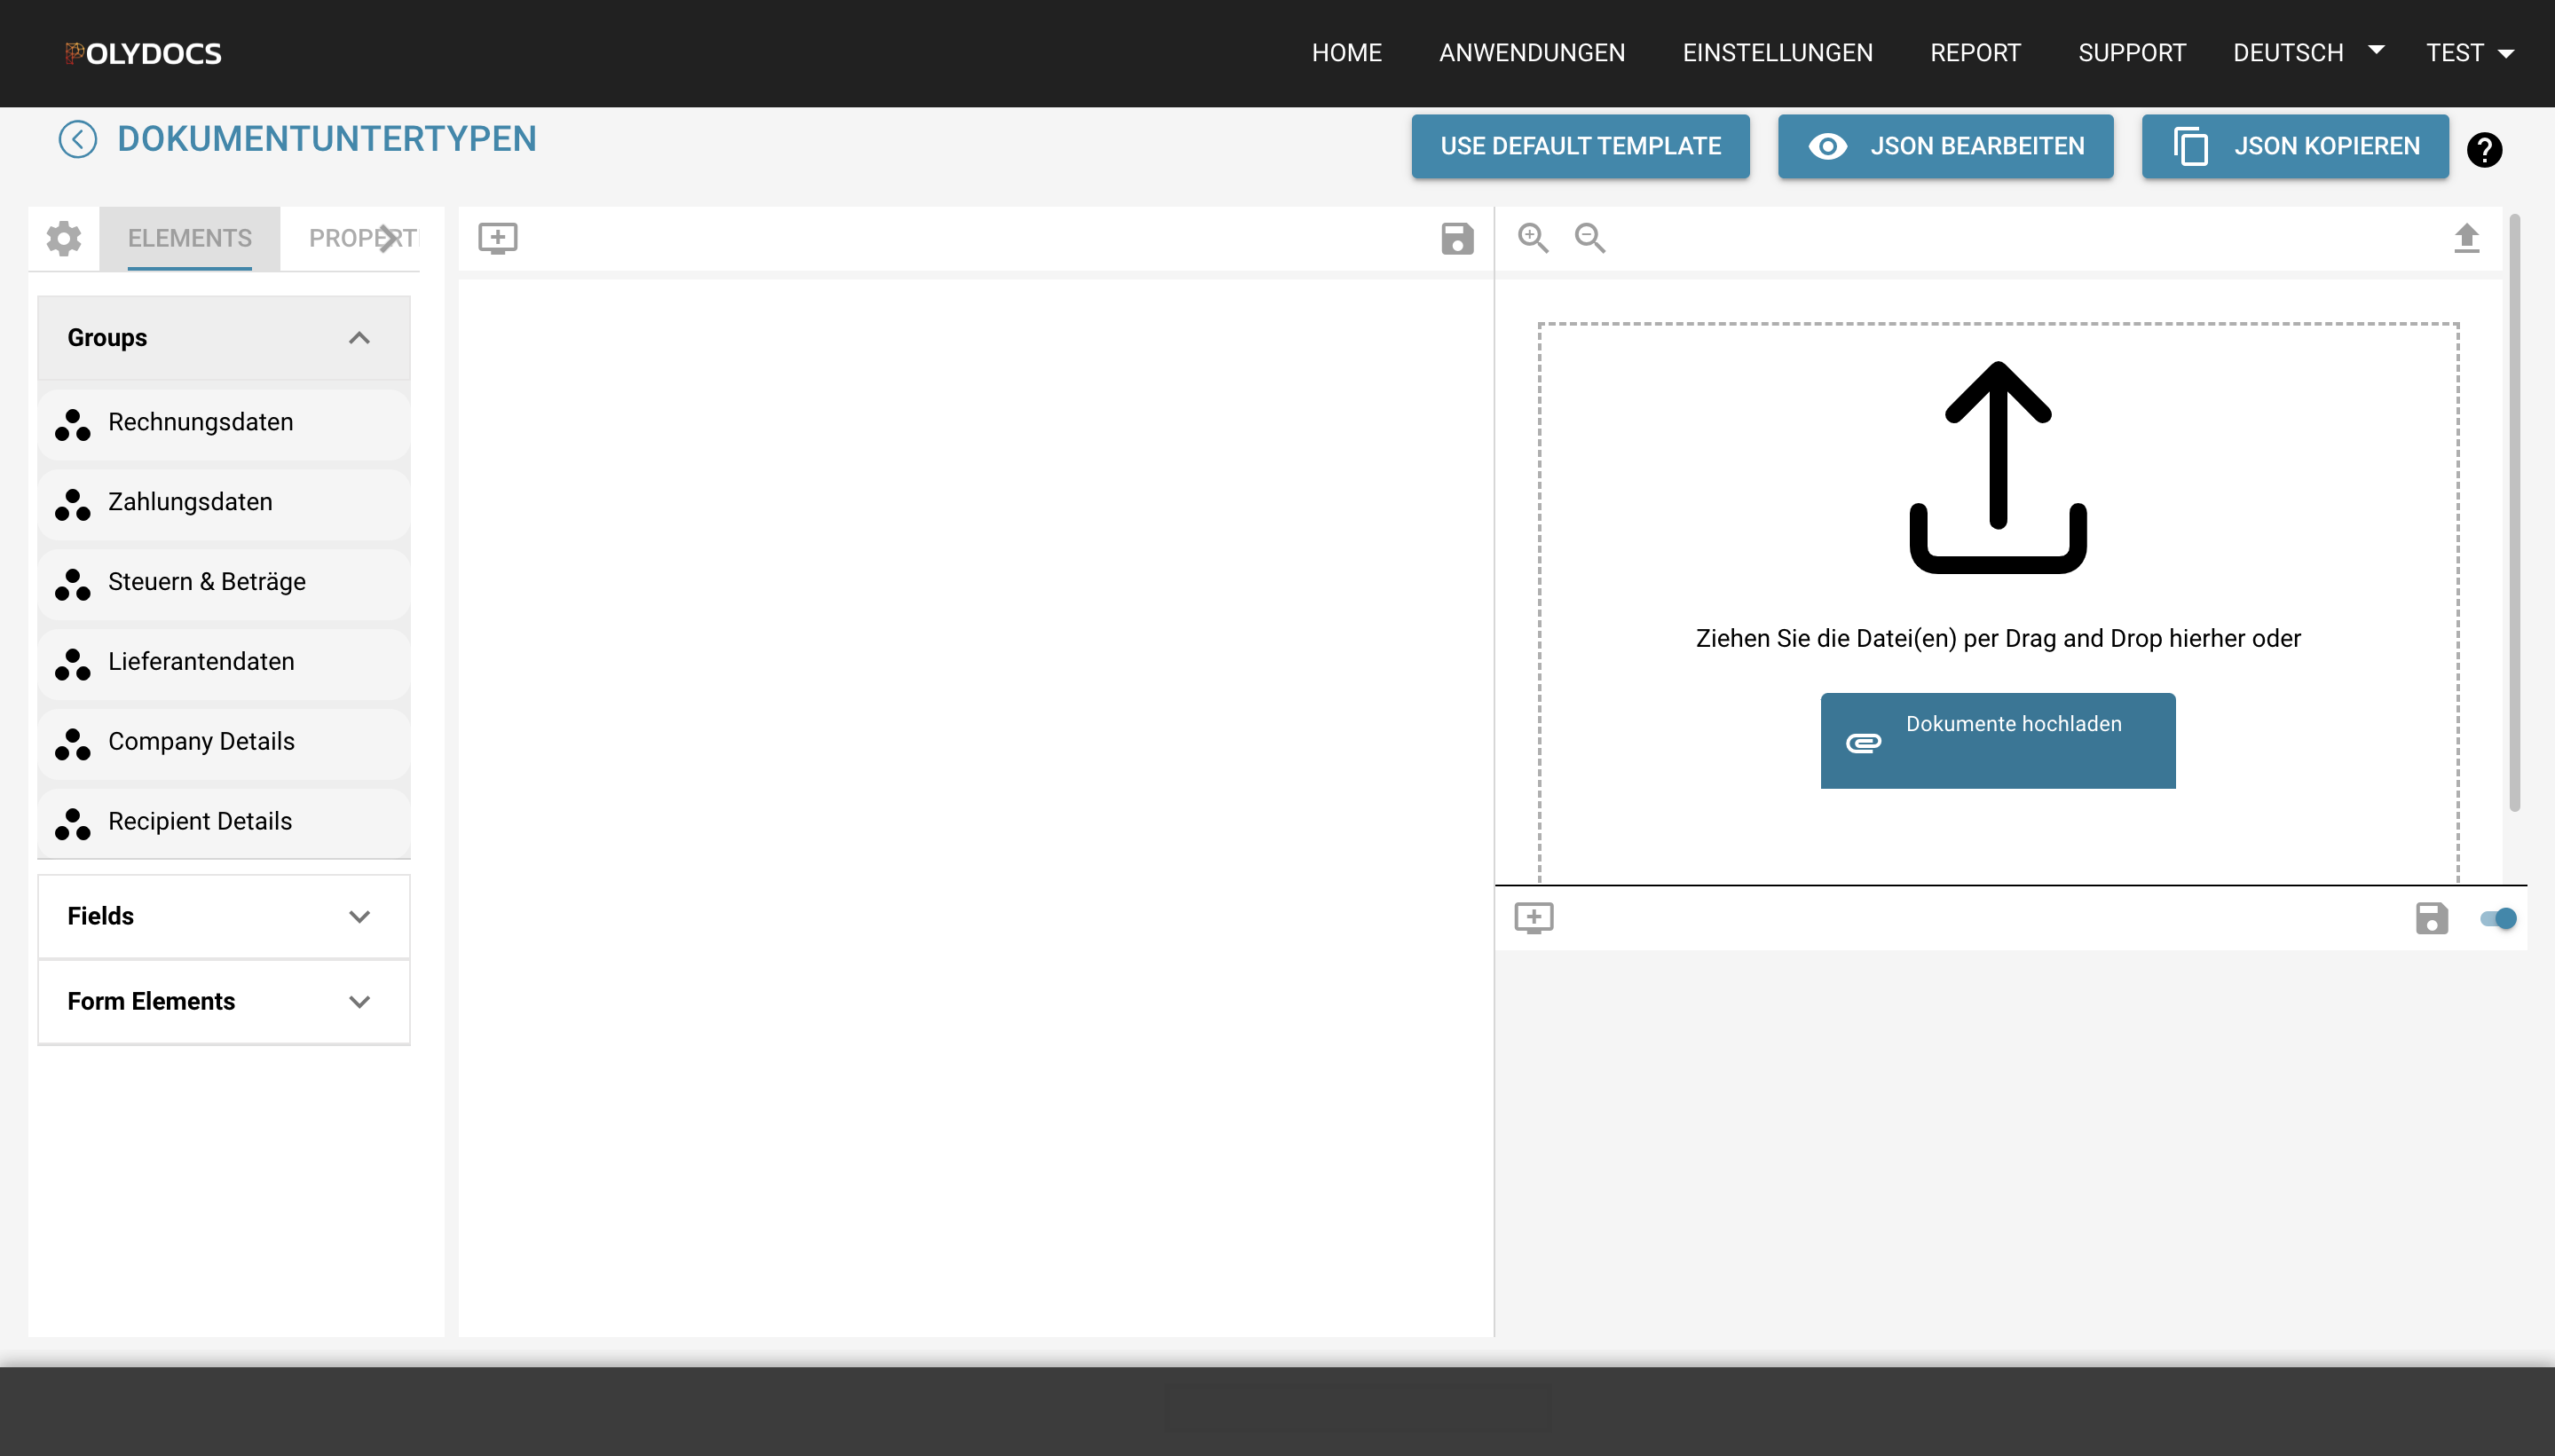 POLYDOCS
HOME ANWENDUNGEN EINSTELLUNGEN REPORT SUPPORT DEUTSCH TEST
DOKUMENTUNTERTYPEN
USE DEFAULT TEMPLATE JSON BEARBEITEN JSON KOPIEREN
ELEMENTS PROPERT
Groups
Rechnungsdaten
Zahlungsdaten
Steuern & Beträge
Lieferantendaten
Company Details
Recipient Details
Fields
Form Elements
Ziehen Sie die Datei(en) per Drag and Drop hierher oder
Dokumente hochladen